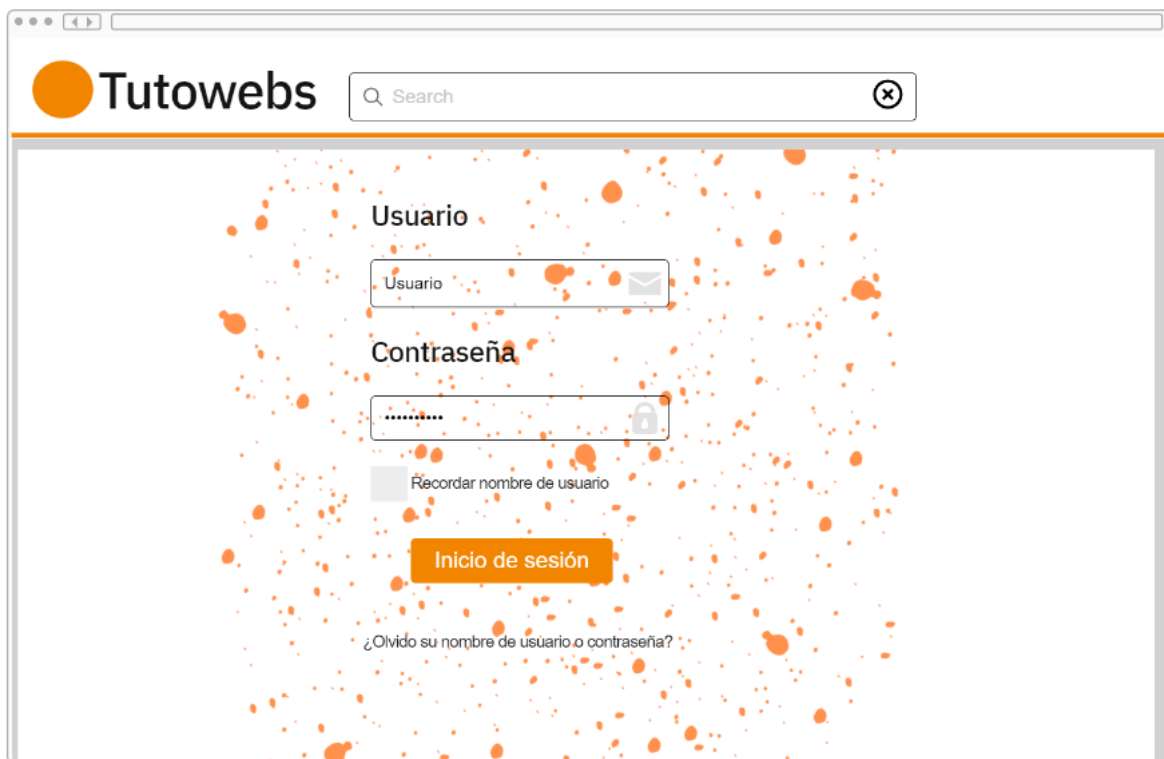 Tutowebs
Search
Usuario
Usuario
Contraseña
••••••••••
Recordar nombre de usuario
Inicio de sesión
¿Olvido su nombre de usuario o contraseña?